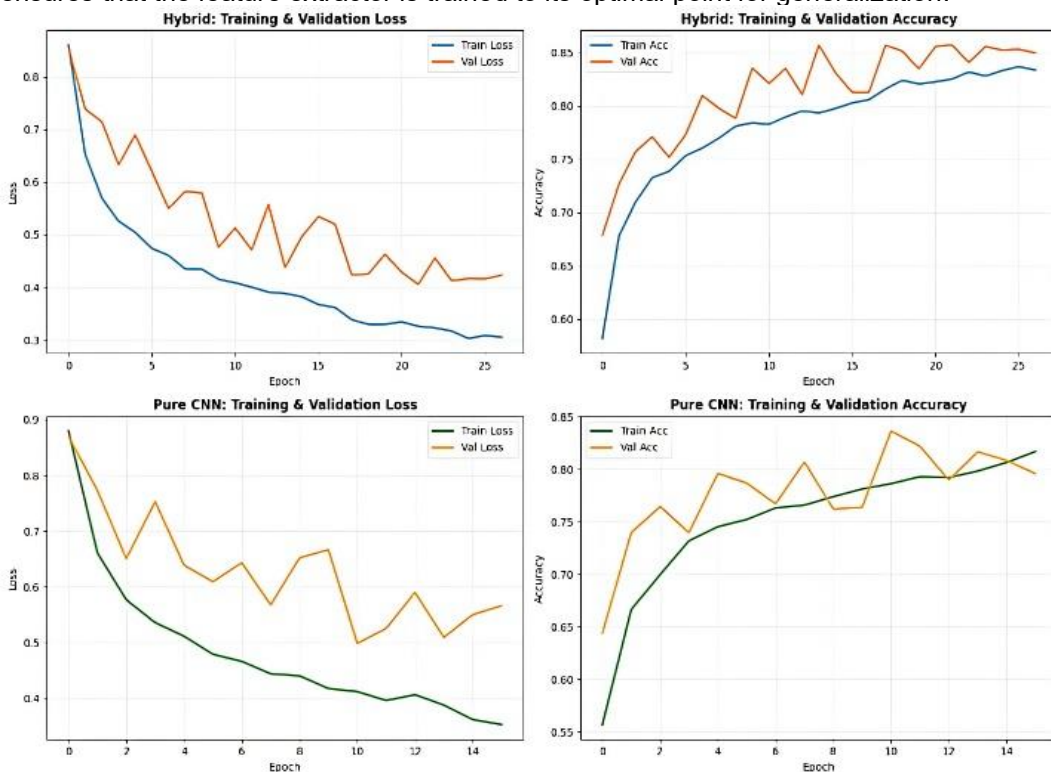 ensures that the feature extractor is trained to its optimal point for generalization.
Hybrid: Training & Validation Loss
Train Loss
Val Loss
0.8
0.7
0.6
0.5
0.4
0.3
Loss
0 5 10 15 20 25
Epoch
Hybrid: Training & Validation Accuracy
Train Acc
Val Acc
0.85
0.80
0.75
0.70
0.65
0.60
Accuracy
0 5 10 15 20 25
Epoch
Pure CNN: Training & Validation Loss
Train Loss
Val Loss
0.9
0.8
0.7
0.6
0.5
0.4
Loss
0 2 4 6 8 10 12 14
Epoch
Pure CNN: Training & Validation Accuracy
Train Acc
Val Acc
0.85
0.80
0.75
0.70
0.65
0.60
0.55
Accuracy
0 2 4 6 8 10 12 14
Epoch